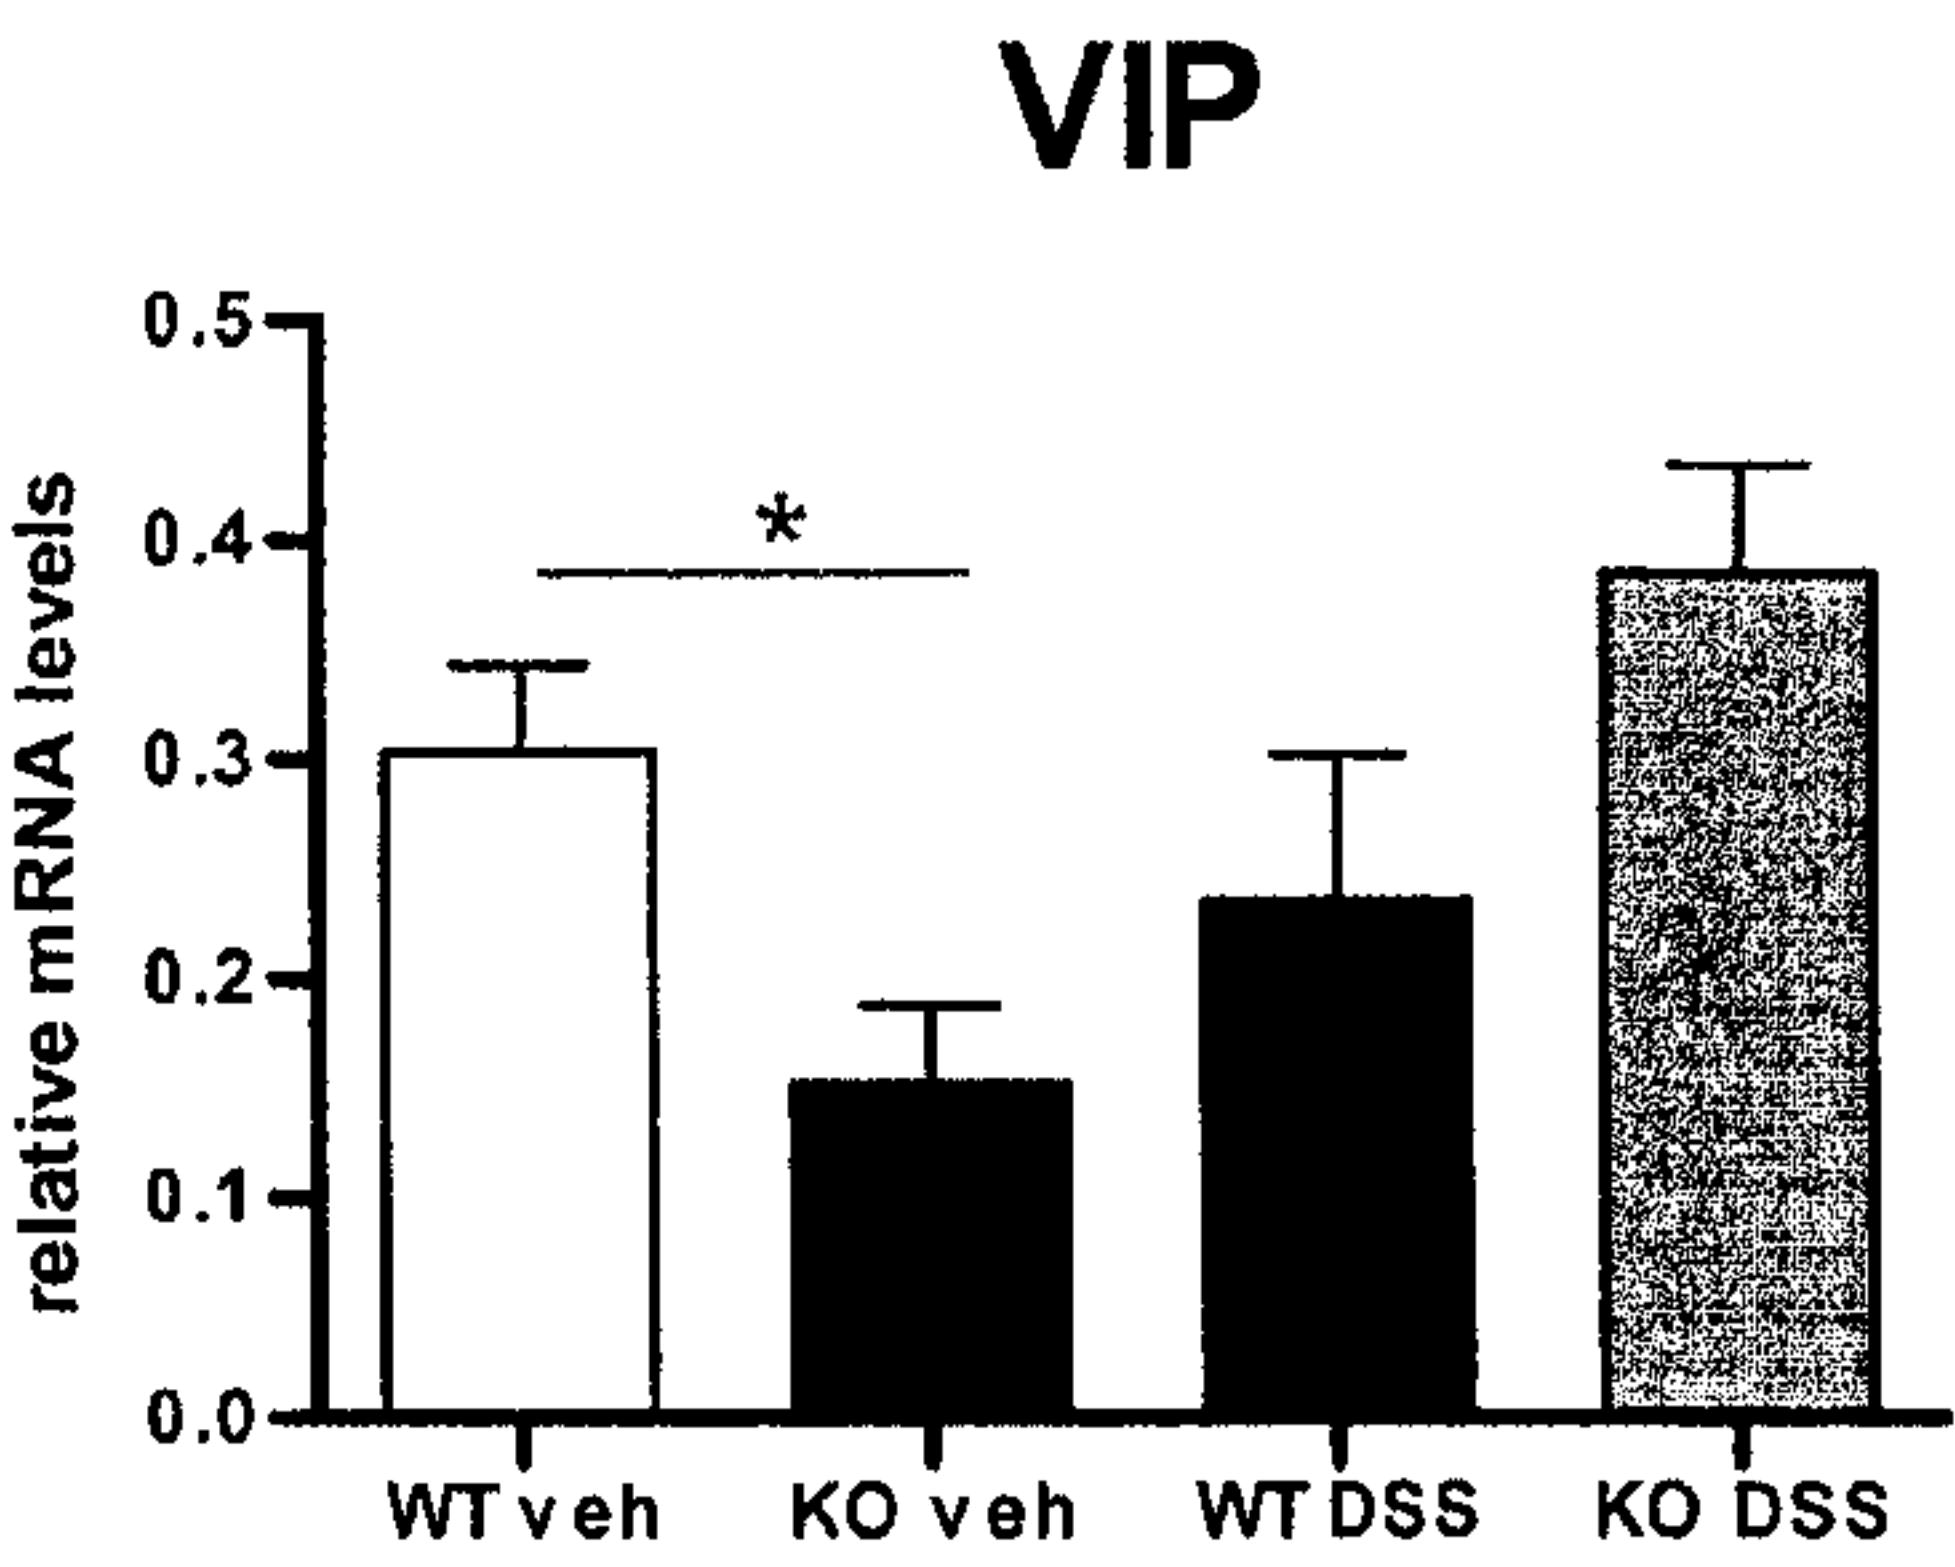 VIP
relative mRNA levels
0.5
0.4
0.3
0.2
0.1
0.0
*
WT veh
KO veh
WT DSS
KO DSS